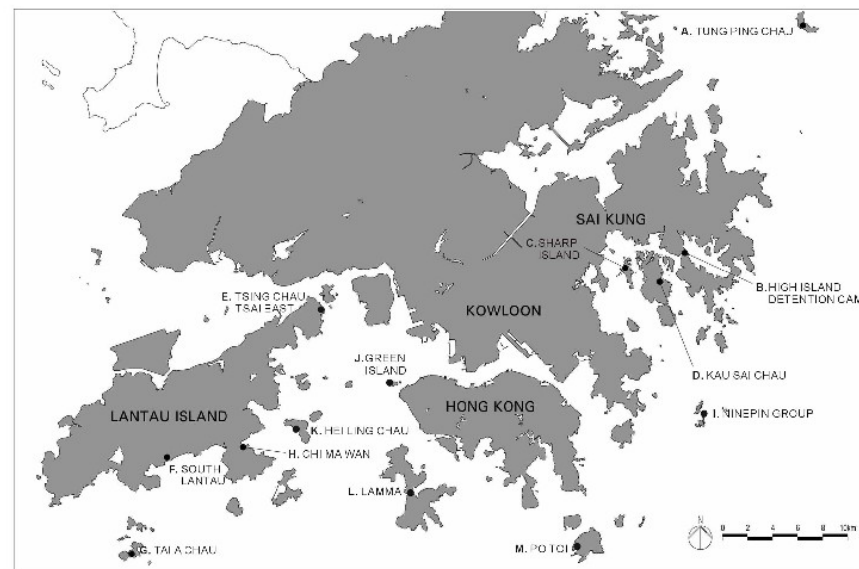 A. TUNG PING CHAU
SAI KUNG
C. SHARP
ISLAND
B. HIGH ISLAND
DETENTION CAM
E. TSING CHAU
TSAI EAST
KOWLOON
J. GREEN
ISLAND
D. KAU SAI CHAU
LANTAU ISLAND
HONG KONG
I. NINEPIN GROUP
K. HEI LING CHAU
H. CHI MA WAN
F. SOUTH
LANTAU
L. LAMMA
G. TAI A CHAU
M. PO TOI
N
0 2 4 6 8 10km